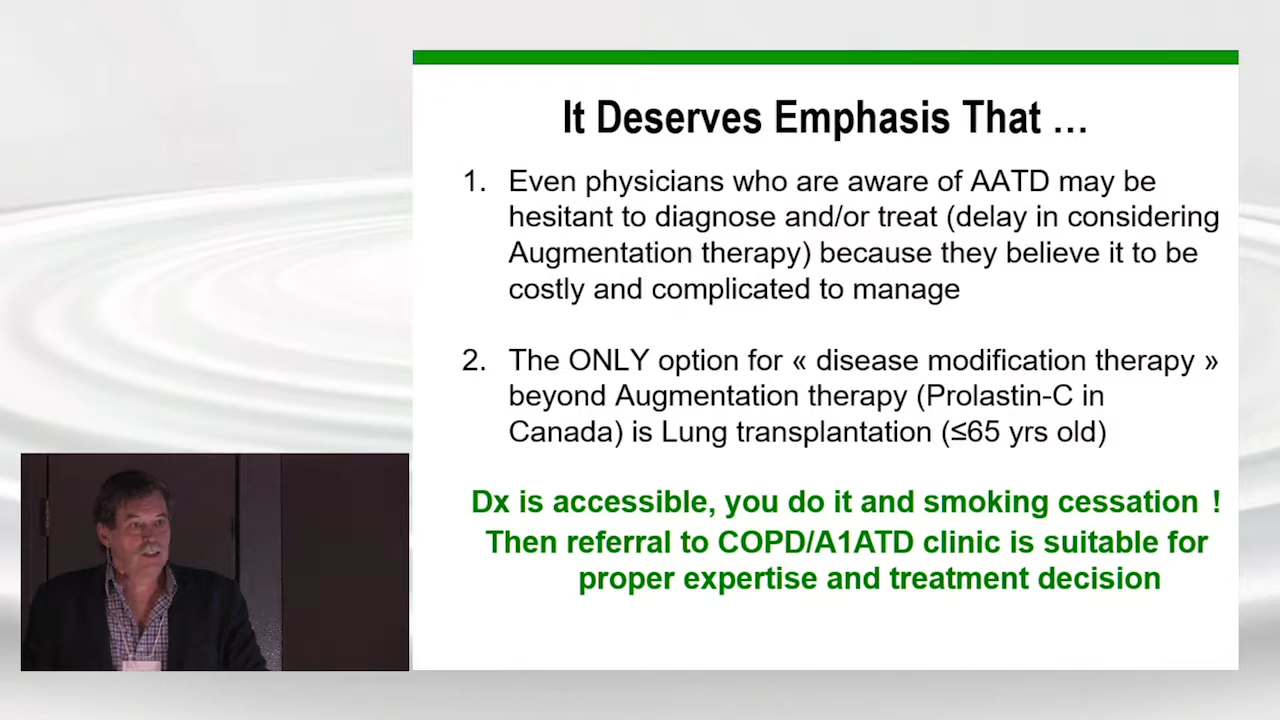 It Deserves Emphasis That …
1. Even physicians who are aware of AATD may be
hesitant to diagnose and/or treat (delay in considering
Augmentation therapy) because they believe it to be
costly and complicated to manage
2. The ONLY option for « disease modification therapy »
beyond Augmentation therapy (Prolastin-C in
Canada) is Lung transplantation (≤65 yrs old)
Dx is accessible, you do it and smoking cessation !
Then referral to COPD/A1ATD clinic is suitable for
proper expertise and treatment decision